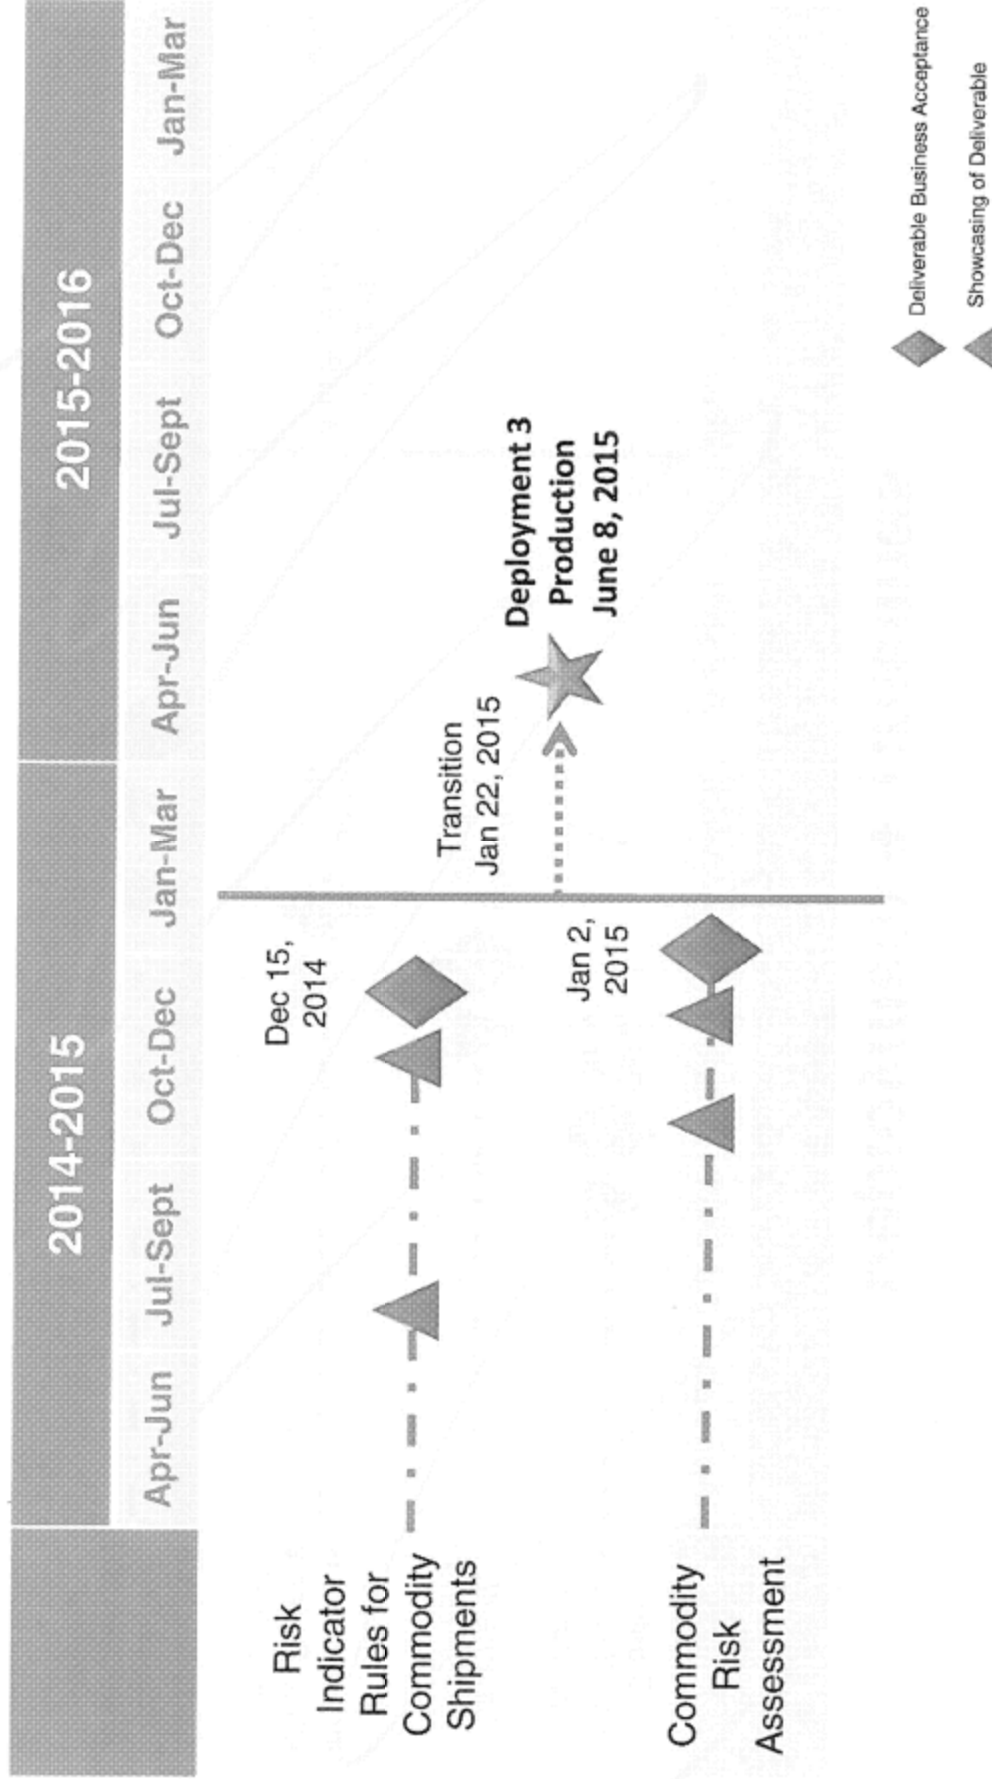 2014-2015
2015-2016
Apr-Jun
Jul-Sept
Oct-Dec
Jan-Mar
Apr-Jun
Jul-Sept
Oct-Dec
Jan-Mar
Risk
Indicator
Rules for
Commodity
Shipments
Dec 15,
2014
Transition
Jan 22, 2015
Deployment 3
Production
June 8, 2015
Commodity
Risk
Assessment
Jan 2,
2015
Deliverable Business Acceptance
Showcasing of Deliverable